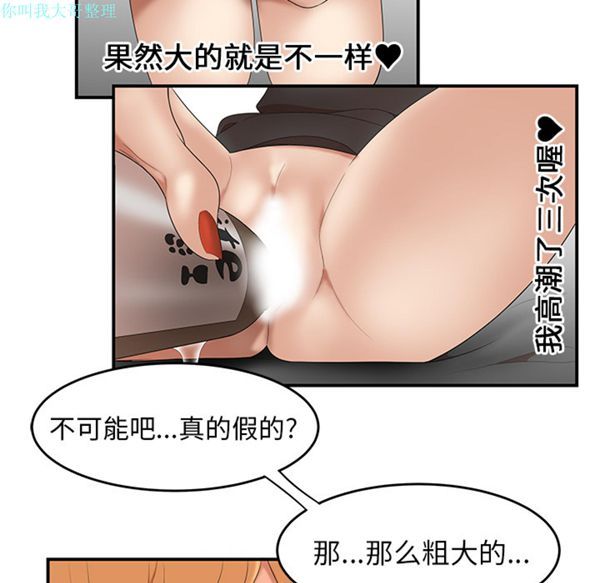 你叫我大哥整理
果然大的就是不一样♥
我高潮了三次喔♥
te
不可能吧...真的假的?
那...那么粗大的...